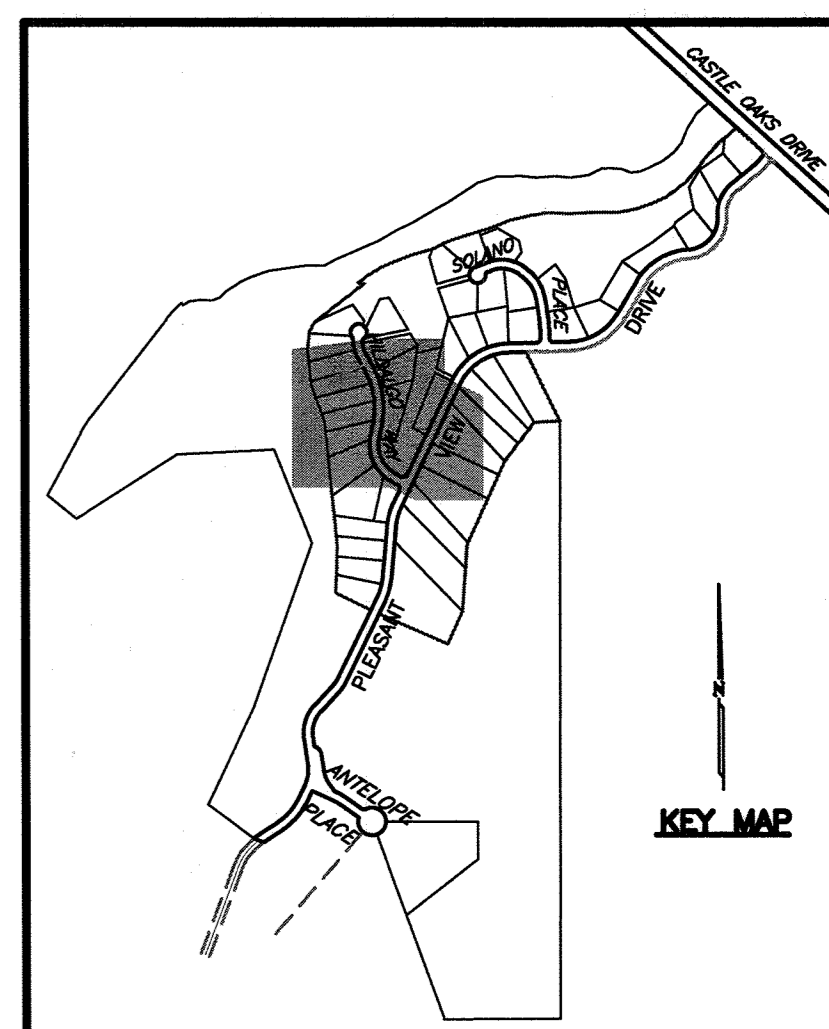 CASTLE OAKS DRIVE
SOLANO
PLACE
DRIVE
VIEW
PLEASANT
ANTELOPE
PLACE
N
KEY MAP